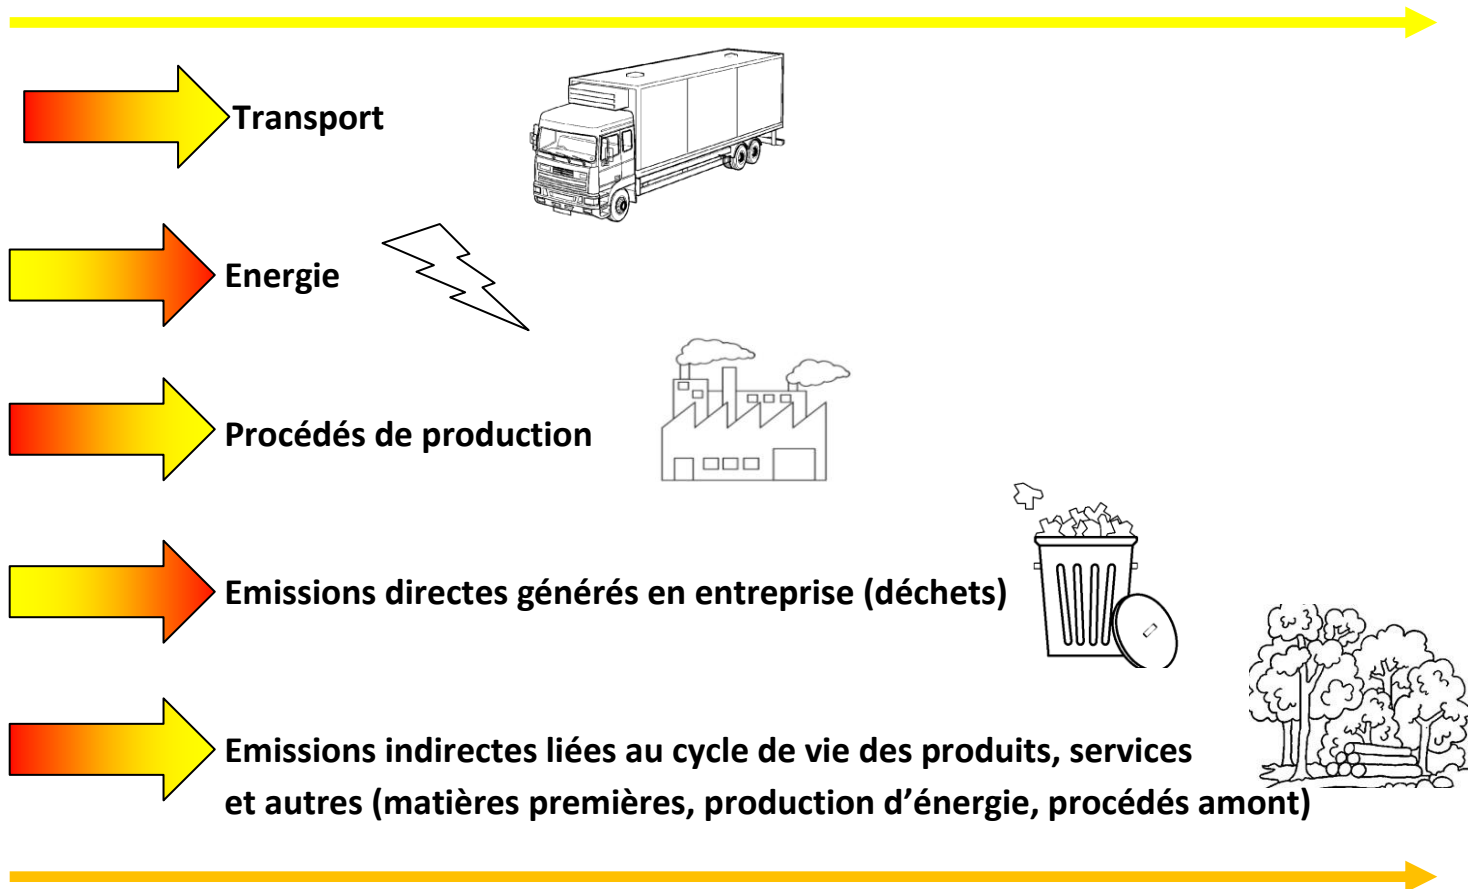 Transport
Energie
Procédés de production
Emissions directes générés en entreprise (déchets)
Emissions indirectes liées au cycle de vie des produits, services
et autres (matières premières, production d’énergie, procédés amont)